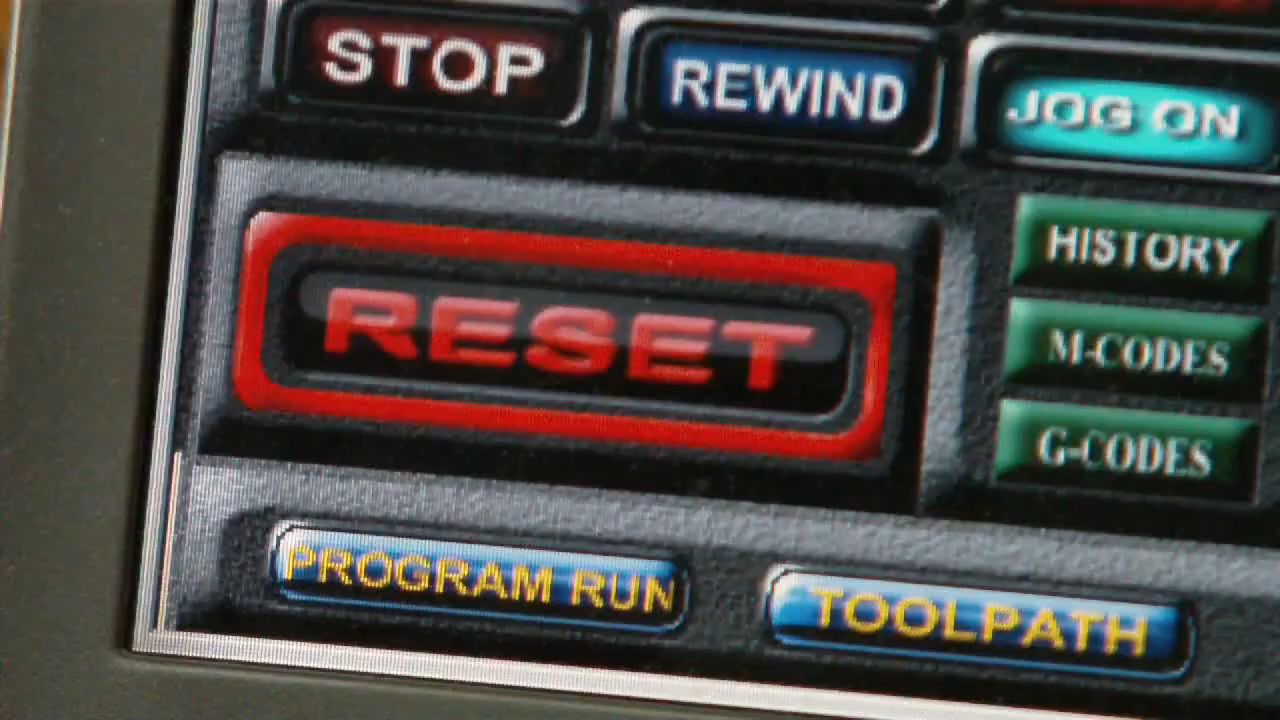 STOP
REWIND
JOG ON
RESET
HISTORY
M-CODES
G-CODES
PROGRAM RUN
TOOLPATH